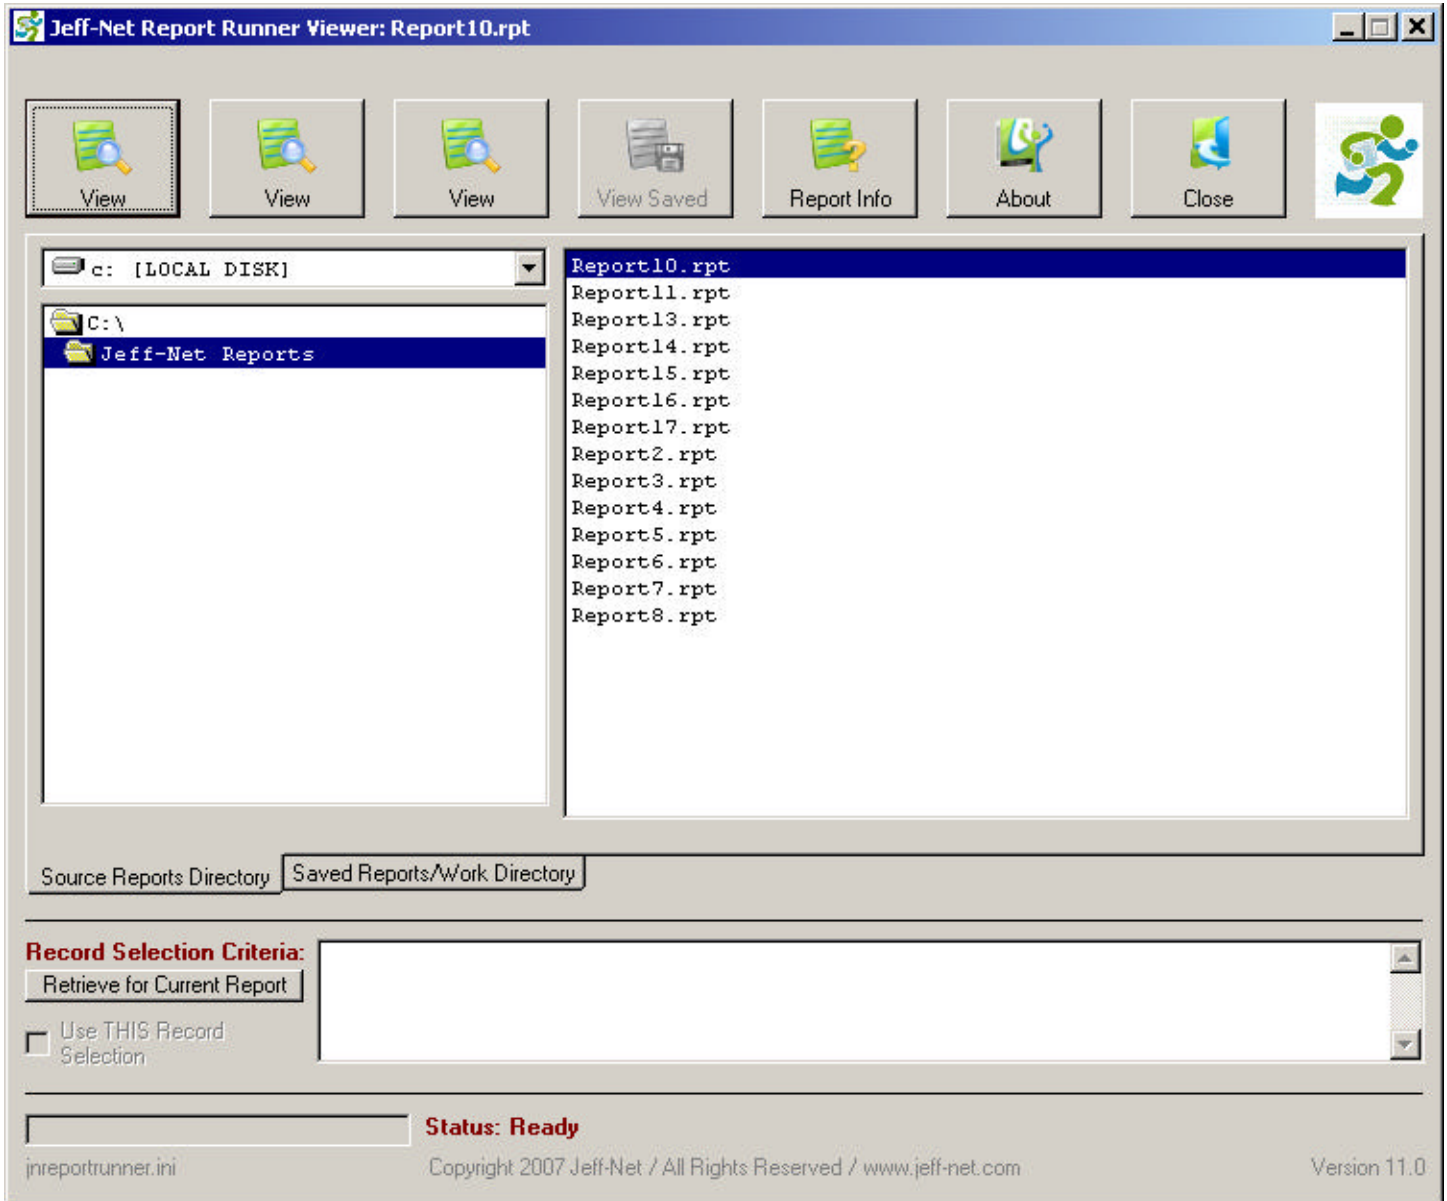 Jeff-Net Report Runner Viewer: Report10.rpt
View
View
View
View Saved
Report Info
About
Close
c: [LOCAL DISK]
C:\
Jeff-Net Reports
Report10.rpt
Report11.rpt
Report13.rpt
Report14.rpt
Report15.rpt
Report16.rpt
Report17.rpt
Report2.rpt
Report3.rpt
Report4.rpt
Report5.rpt
Report6.rpt
Report7.rpt
Report8.rpt
Source Reports Directory
Saved Reports/Work Directory
Record Selection Criteria:
Retrieve for Current Report
Use THIS Record
Selection
Status: Ready
jnreportrunner.ini
Copyright 2007 Jeff-Net / All Rights Reserved / www.jeff-net.com
Version 11.0